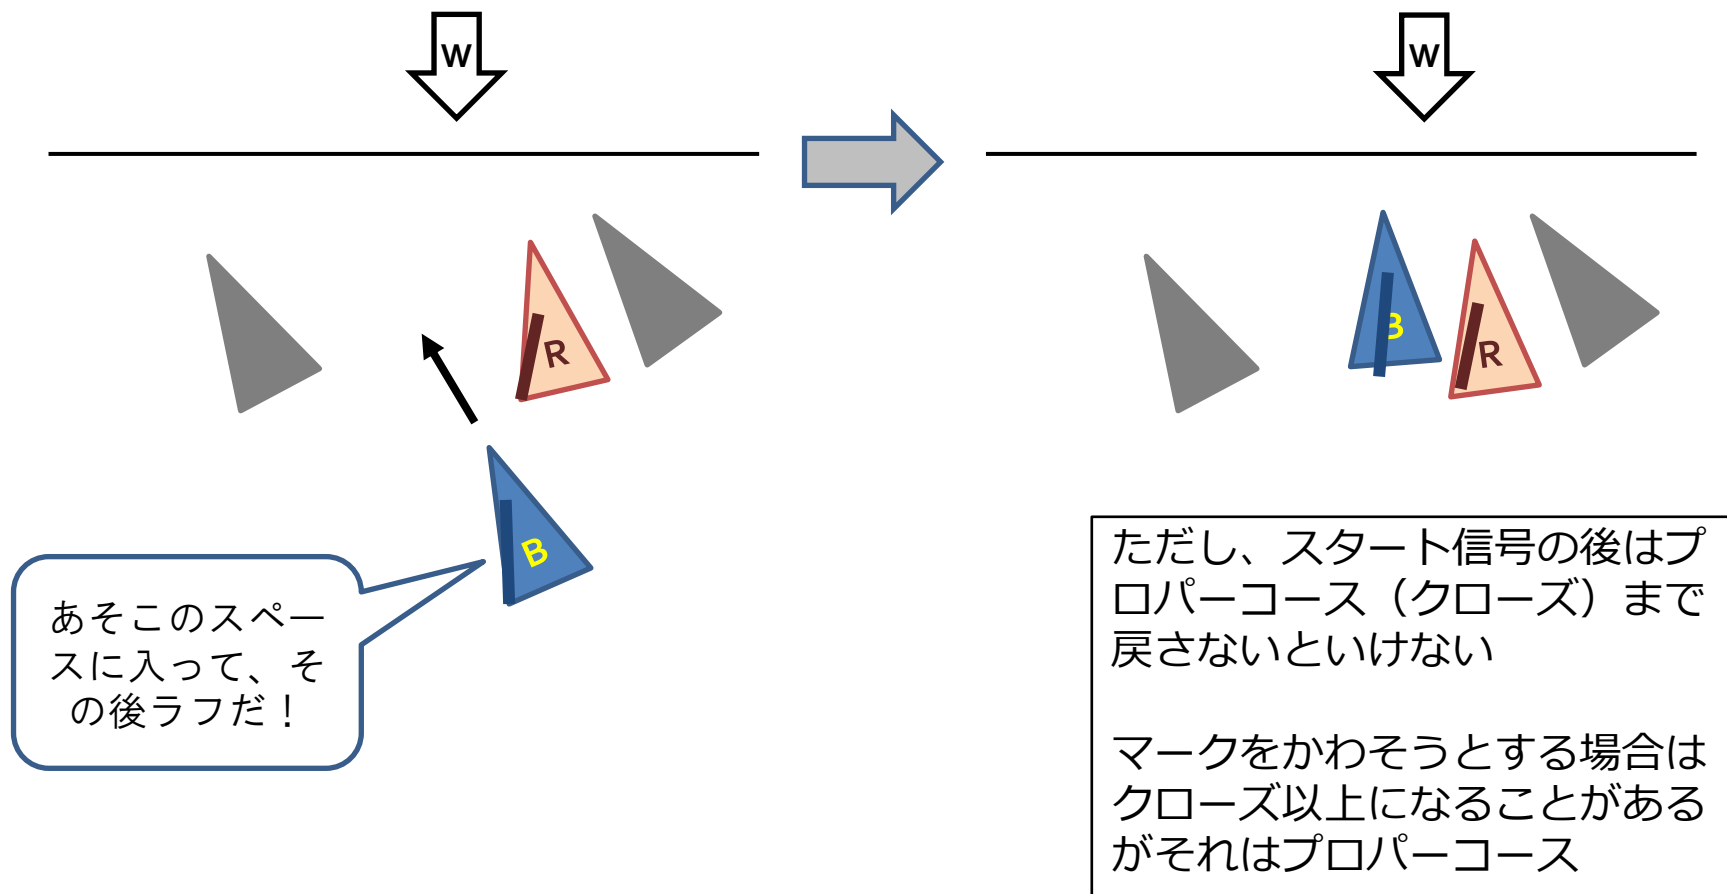 W
W
R
B
B
R
あそこのスペー
スに入って、そ
の後ラフだ！
ただし、スタート信号の後はプ
ロパーコース（クローズ）まで
戻さないといけない
マークをかわそうとする場合は
クローズ以上になることがある
がそれはプロパーコース